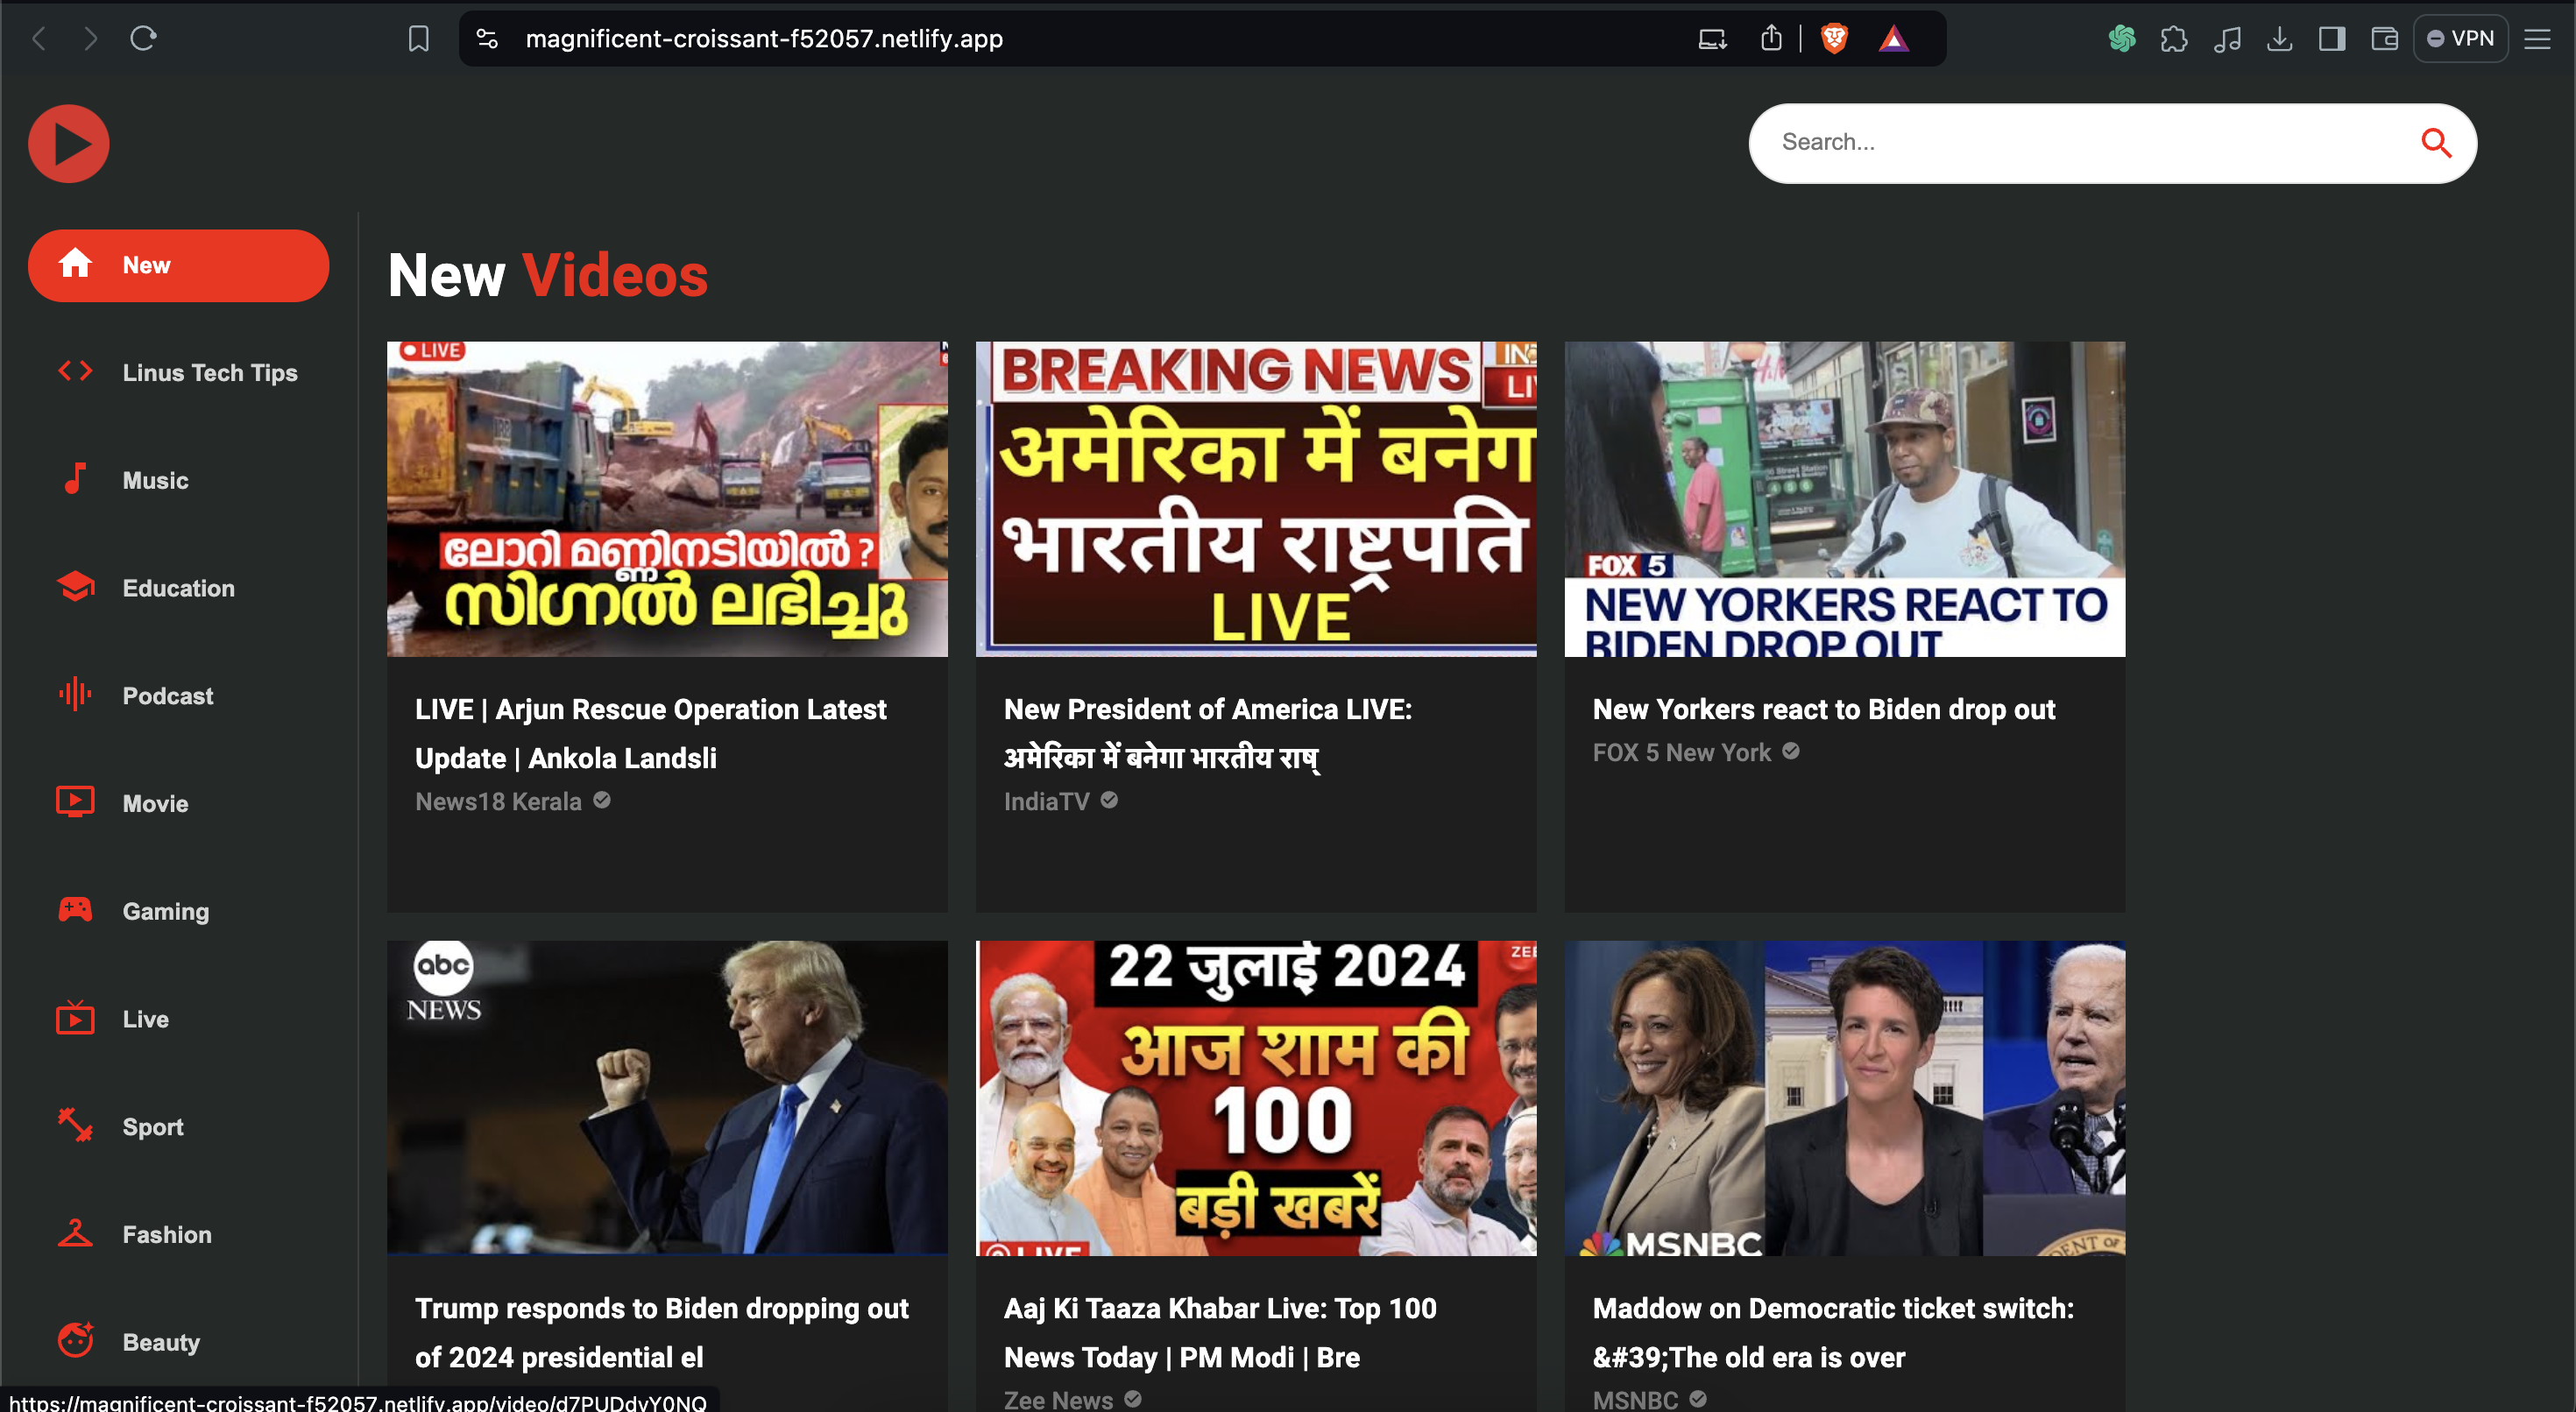 magnificent-croissant-f52057.netlify.app
VPN
Search...
New
Linus Tech Tips
Music
Education
Podcast
Movie
Gaming
Live
Sport
Fashion
Beauty
New Videos
LIVE
ലോറി മണ്ണിനടിയിൽ ?
സിഗ്നൽ ലഭിച്ചു
LIVE | Arjun Rescue Operation Latest
Update | Ankola Landsli
News18 Kerala
BREAKING NEWS
अमेरिका में बनेग
भारतीय राष्ट्रपति
LIVE
New President of America LIVE:
अमेरिका में बनेगा भारतीय राष्
IndiaTV
FOX 5
NEW YORKERS REACT TO
BIDEN DROP OUT
New Yorkers react to Biden drop out
FOX 5 New York
abc
NEWS
Trump responds to Biden dropping out
of 2024 presidential el
22 जुलाई 2024
ZEE
आज शाम की
100
बड़ी खबरें
LIVE
Aaj Ki Taaza Khabar Live: Top 100
News Today | PM Modi | Bre
Zee News
MSNBC
Maddow on Democratic ticket switch:
&#39;The old era is over
MSNBC
https://magnificent-croissant-f52057.netlify.app/video/d7PUDdvY0NQ